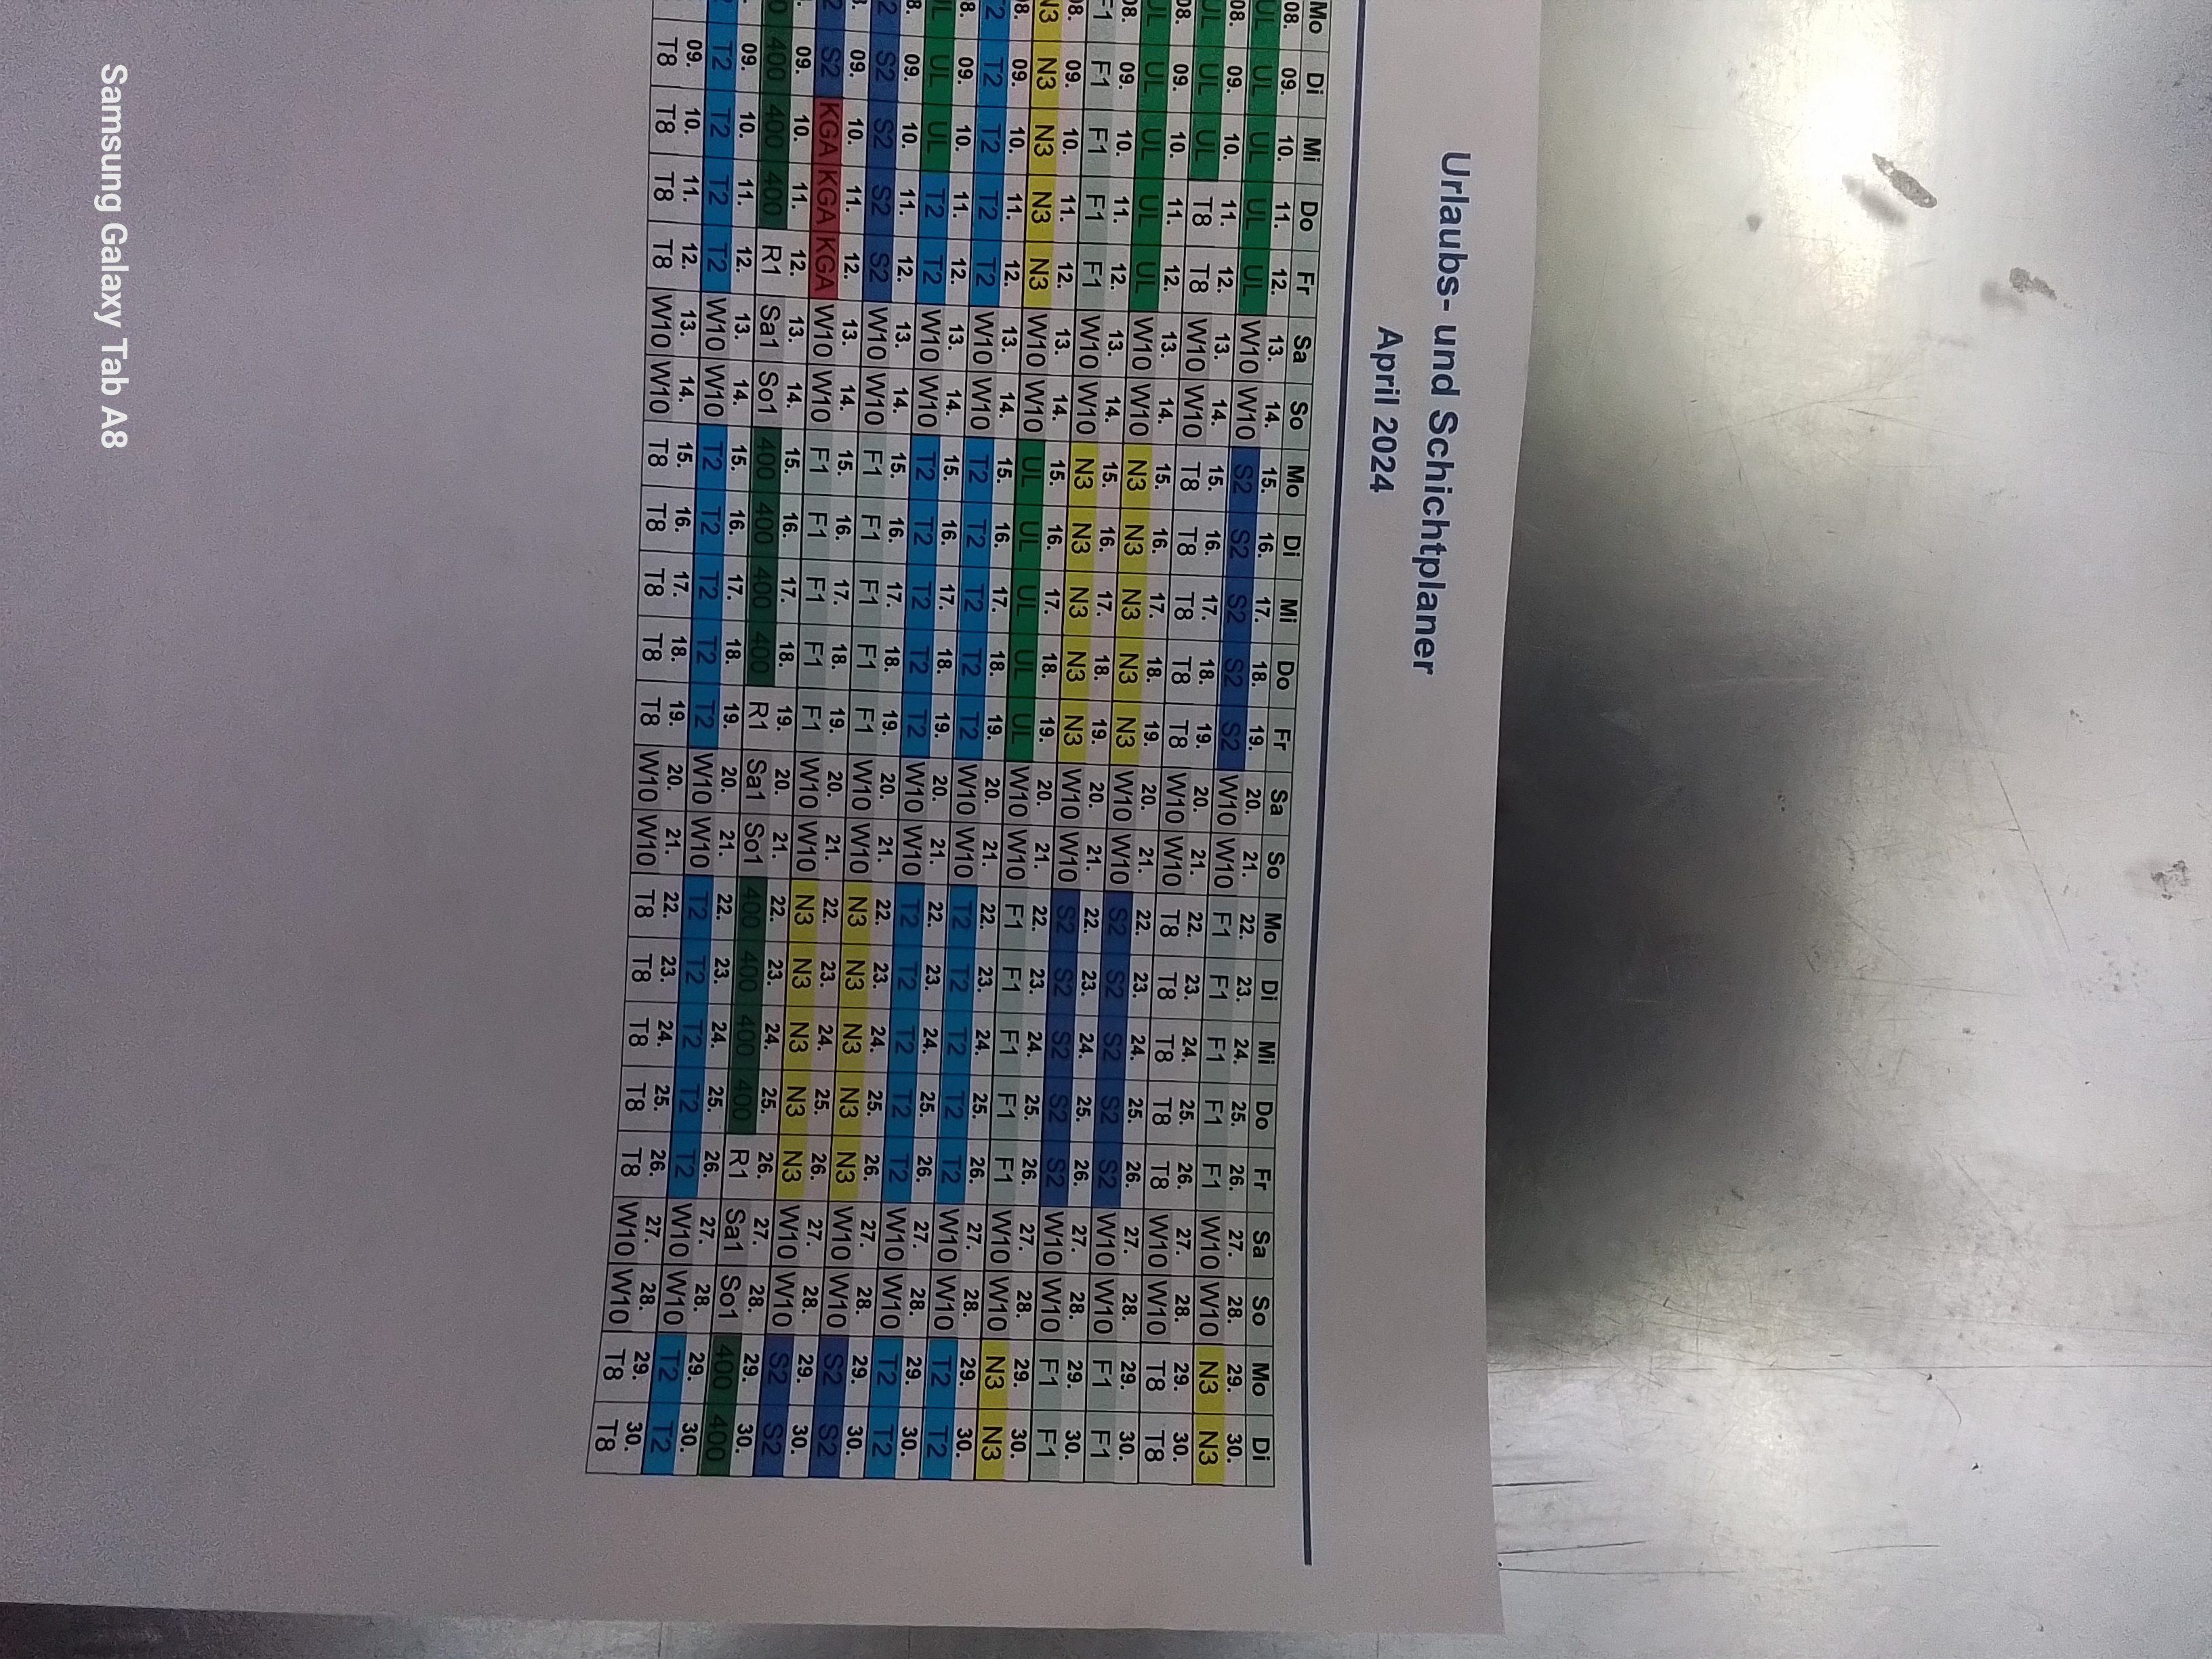 Urlaubs- und Schichtplaner
April 2024
Mo Di Mi Do Fr Sa So Mo Di Mi Do Fr Sa So Mo Di Mi Do Fr Sa So Mo Di
08. 09. 10. 11. 12. 13. 14. 15. 16. 17. 18. 19. 20. 21. 22. 23. 24. 25. 26. 27. 28. 29. 30.
UL UL UL UL UL W10 W10 S2 S2 S2 S2 S2 W10 W10 F1 F1 F1 F1 F1 W10 W10 N3 N3
08. 09. 10. 11. 12. 13. 14. 15. 16. 17. 18. 19. 20. 21. 22. 23. 24. 25. 26. 27. 28. 29. 30.
UL UL UL T8 T8 W10 W10 T8 T8 T8 T8 T8 W10 W10 T8 T8 T8 T8 T8 W10 W10 T8 T8
08. 09. 10. 11. 12. 13. 14. 15. 16. 17. 18. 19. 20. 21. 22. 23. 24. 25. 26. 27. 28. 29. 30.
UL UL UL UL UL W10 W10 N3 N3 N3 N3 N3 W10 W10 S2 S2 S2 S2 S2 W10 W10 F1 F1
08. 09. 10. 11. 12. 13. 14. 15. 16. 17. 18. 19. 20. 21. 22. 23. 24. 25. 26. 27. 28. 29. 30.
F1 F1 F1 F1 F1 W10 W10 N3 N3 N3 N3 N3 W10 W10 S2 S2 S2 S2 S2 W10 W10 F1 F1
08. 09. 10. 11. 12. 13. 14. 15. 16. 17. 18. 19. 20. 21. 22. 23. 24. 25. 26. 27. 28. 29. 30.
N3 N3 N3 N3 N3 W10 W10 UL UL UL UL UL W10 W10 F1 F1 F1 F1 F1 W10 W10 N3 N3
8. 09. 10. 11. 12. 13. 14. 15. 16. 17. 18. 19. 20. 21. 22. 23. 24. 25. 26. 27. 28. 29. 30.
T2 T2 T2 T2 T2 W10 W10 T2 T2 T2 T2 T2 W10 W10 T2 T2 T2 T2 T2 W10 W10 T2 T2
8. 09. 10. 11. 12. 13. 14. 15. 16. 17. 18. 19. 20. 21. 22. 23. 24. 25. 26. 27. 28. 29. 30.
L UL UL T2 T2 W10 W10 T2 T2 T2 T2 T2 W10 W10 T2 T2 T2 T2 T2 W10 W10 T2 T2
8. 09. 10. 11. 12. 13. 14. 15. 16. 17. 18. 19. 20. 21. 22. 23. 24. 25. 26. 27. 28. 29. 30.
2 S2 S2 S2 S2 W10 W10 F1 F1 F1 F1 F1 W10 W10 N3 N3 N3 N3 N3 W10 W10 S2 S2
09. 10. 11. 12. 13. 14. 15. 16. 17. 18. 19. 20. 21. 22. 23. 24. 25. 26. 27. 28. 29. 30.
2 S2 KGA KGA KGA W10 W10 F1 F1 F1 F1 F1 W10 W10 N3 N3 N3 N3 N3 W10 W10 S2 S2
09. 10. 11. 12. 13. 14. 15. 16. 17. 18. 19. 20. 21. 22. 23. 24. 25. 26. 27. 28. 29. 30.
0 400 400 400 R1 Sa1 So1 400 400 400 400 R1 Sa1 So1 400 400 400 400 R1 Sa1 So1 400 400
09. 10. 11. 12. 13. 14. 15. 16. 17. 18. 19. 20. 21. 22. 23. 24. 25. 26. 27. 28. 29. 30.
T2 T2 T2 T2 W10 W10 T2 T2 T2 T2 T2 W10 W10 T2 T2 T2 T2 T2 W10 W10 T2 T2
09. 10. 11. 12. 13. 14. 15. 16. 17. 18. 19. 20. 21. 22. 23. 24. 25. 26. 27. 28. 29. 30.
T8 T8 T8 T8 W10 W10 T8 T8 T8 T8 T8 W10 W10 T8 T8 T8 T8 T8 W10 W10 T8 T8
Samsung Galaxy Tab A8